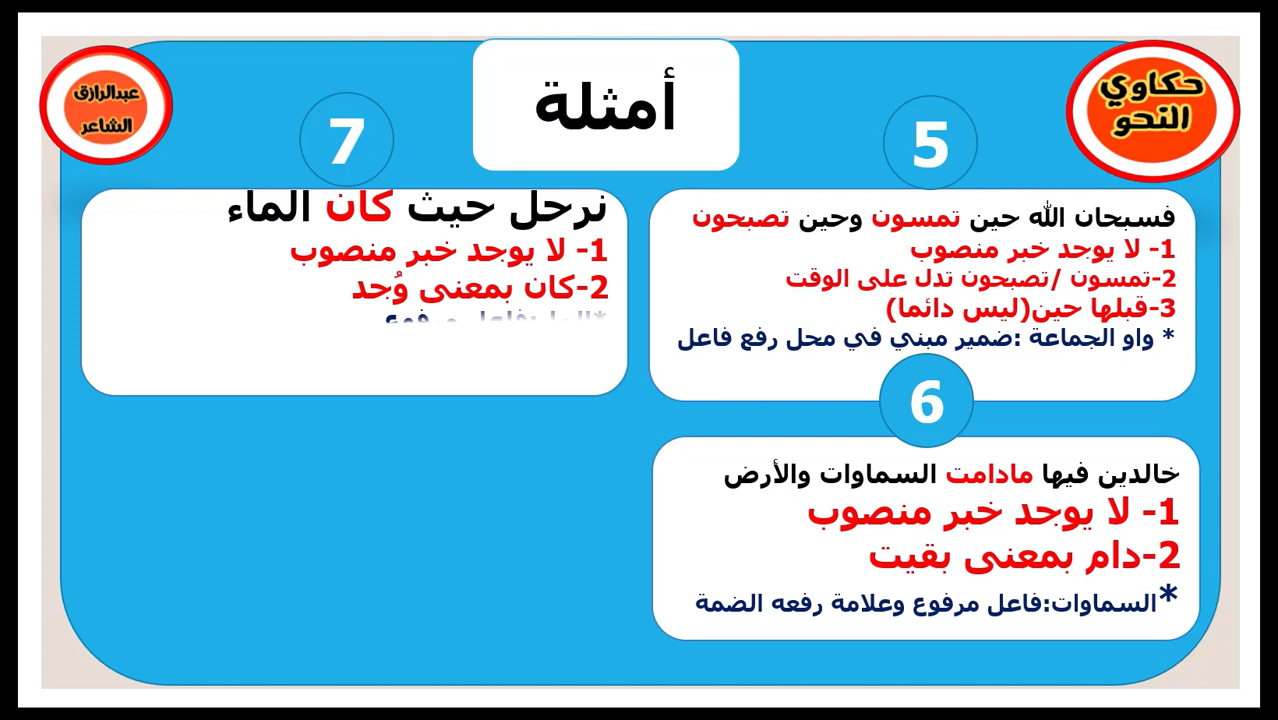 حكاوي
النحو
أمثلة
عبدالرازق
الشاعر
5
فسبحان الله حين تمسون وحين تصبحون
1- لا يوجد خبر منصوب
2-تمسون /تصبحون تدل على الوقت
3-قبلها حين(ليس دائما)
* واو الجماعة :ضمير مبني في محل رفع فاعل
6
خالدين فيها مادامت السماوات والأرض
1- لا يوجد خبر منصوب
2-دام بمعنى بقيت
*السماوات:فاعل مرفوع وعلامة رفعه الضمة
7
نرحل حيث كان الماء
1- لا يوجد خبر منصوب
2-كان بمعنى وُجد